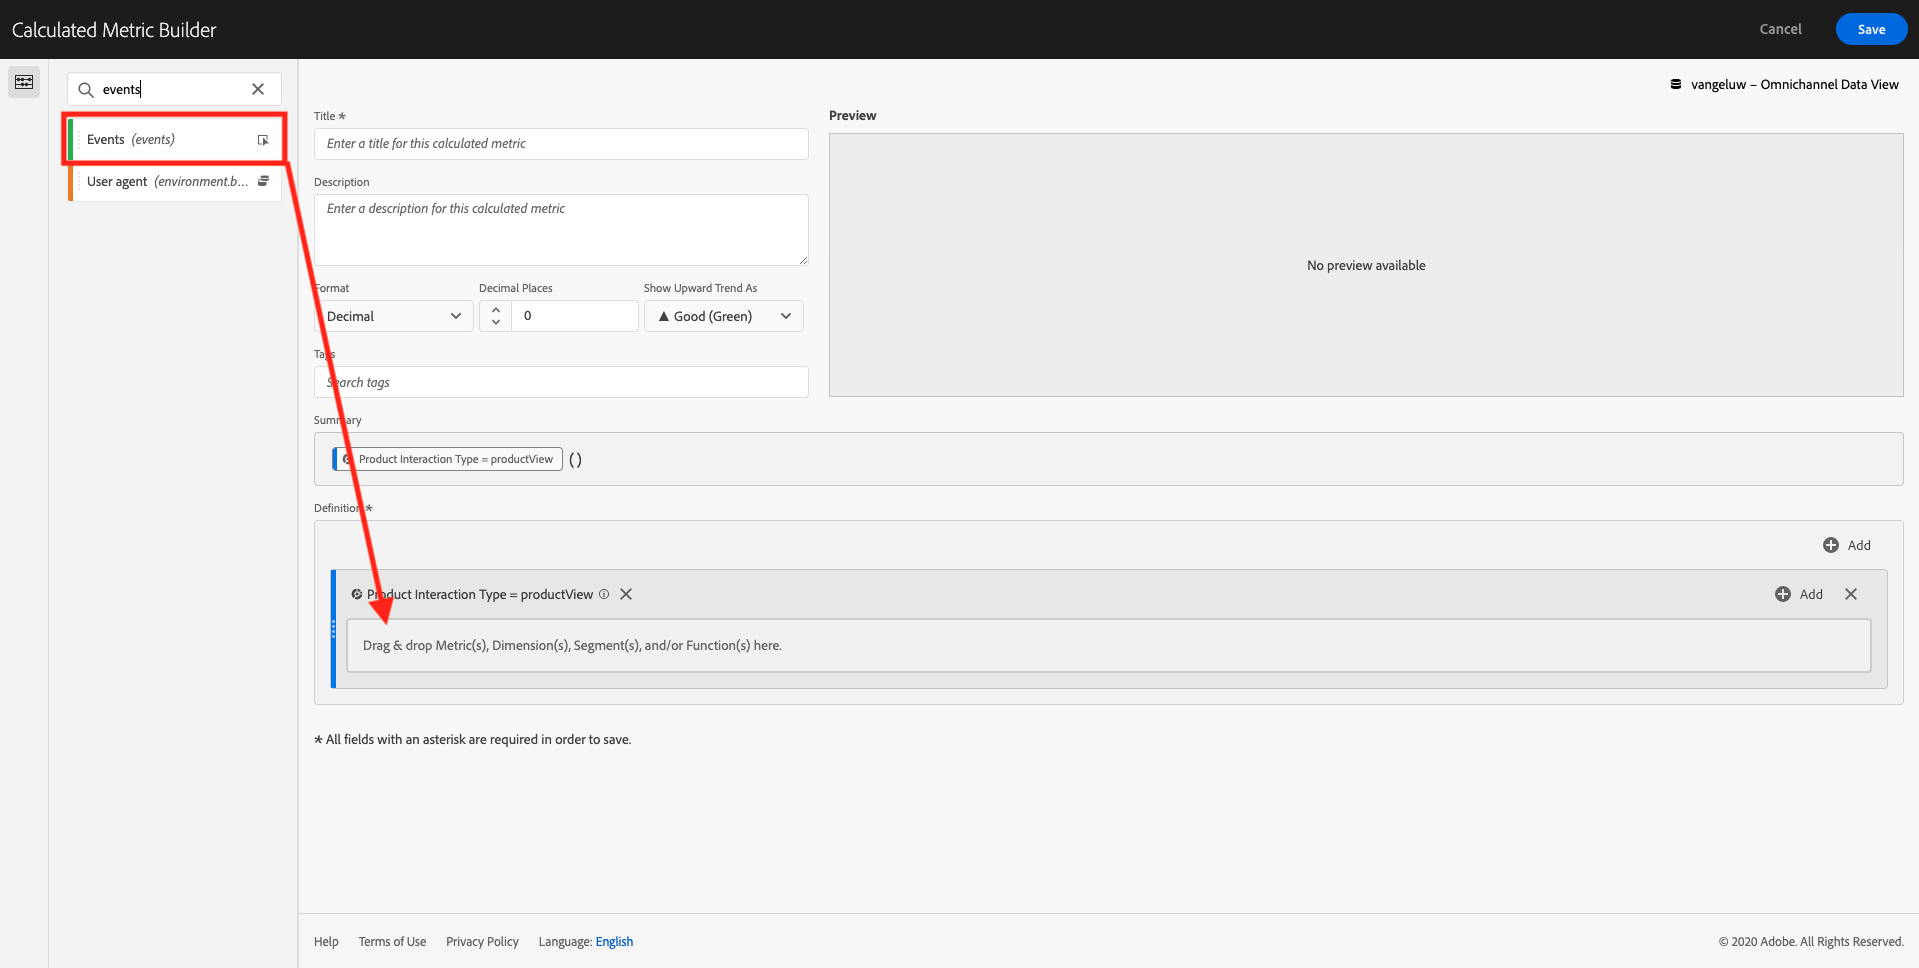 Calculated Metric Builder
Cancel
Save
events
vangeluw – Omnichannel Data View
Events (events)
User agent (environment.b...
Title *
Enter a title for this calculated metric
Preview
No preview available
Description
Enter a description for this calculated metric
Format
Decimal Places
Show Upward Trend As
Decimal
0
▲ Good (Green)
Tags
Search tags
Summary
Product Interaction Type = productView ( )
Definition *
Add
Product Interaction Type = productView
Add
Drag & drop Metric(s), Dimension(s), Segment(s), and/or Function(s) here.
* All fields with an asterisk are required in order to save.
Help Terms of Use Privacy Policy Language: English
© 2020 Adobe. All Rights Reserved.